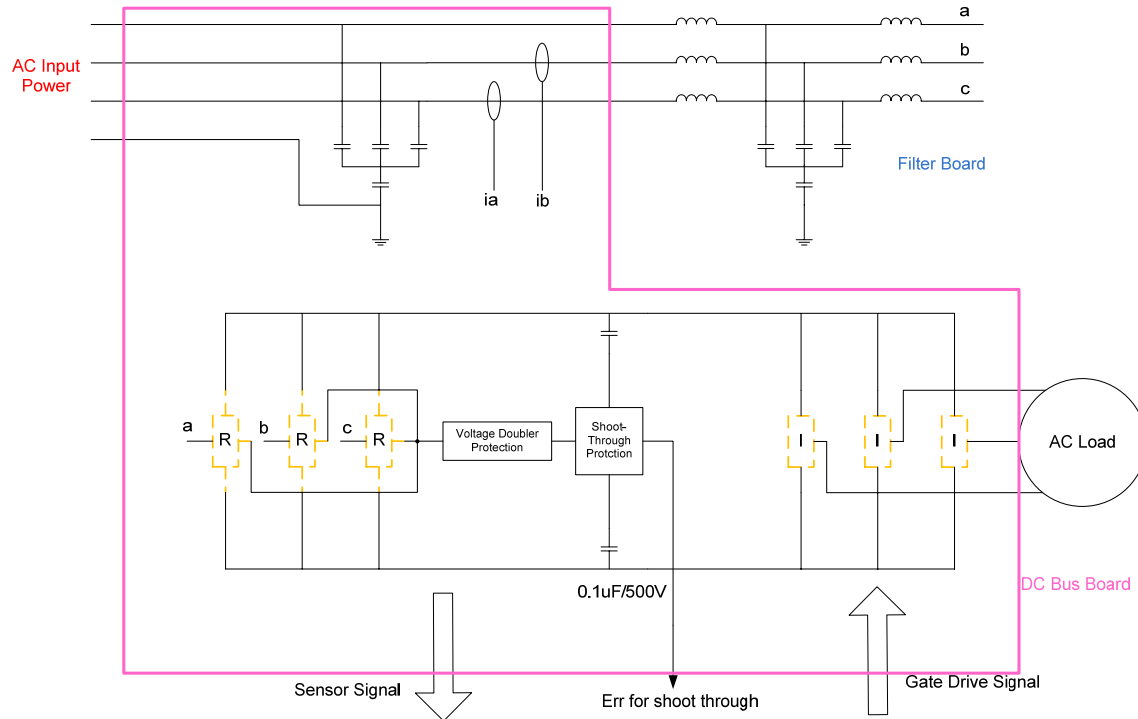 a
AC Input
Power
b
c
Filter Board
ia
ib
a
R
b
R
c
R
Voltage Doubler
Protection
Shoot-
Through
Protction
I
I
I
AC Load
0.1uF/500V
DC Bus Board
Sensor Signal
Err for shoot through
Gate Drive Signal